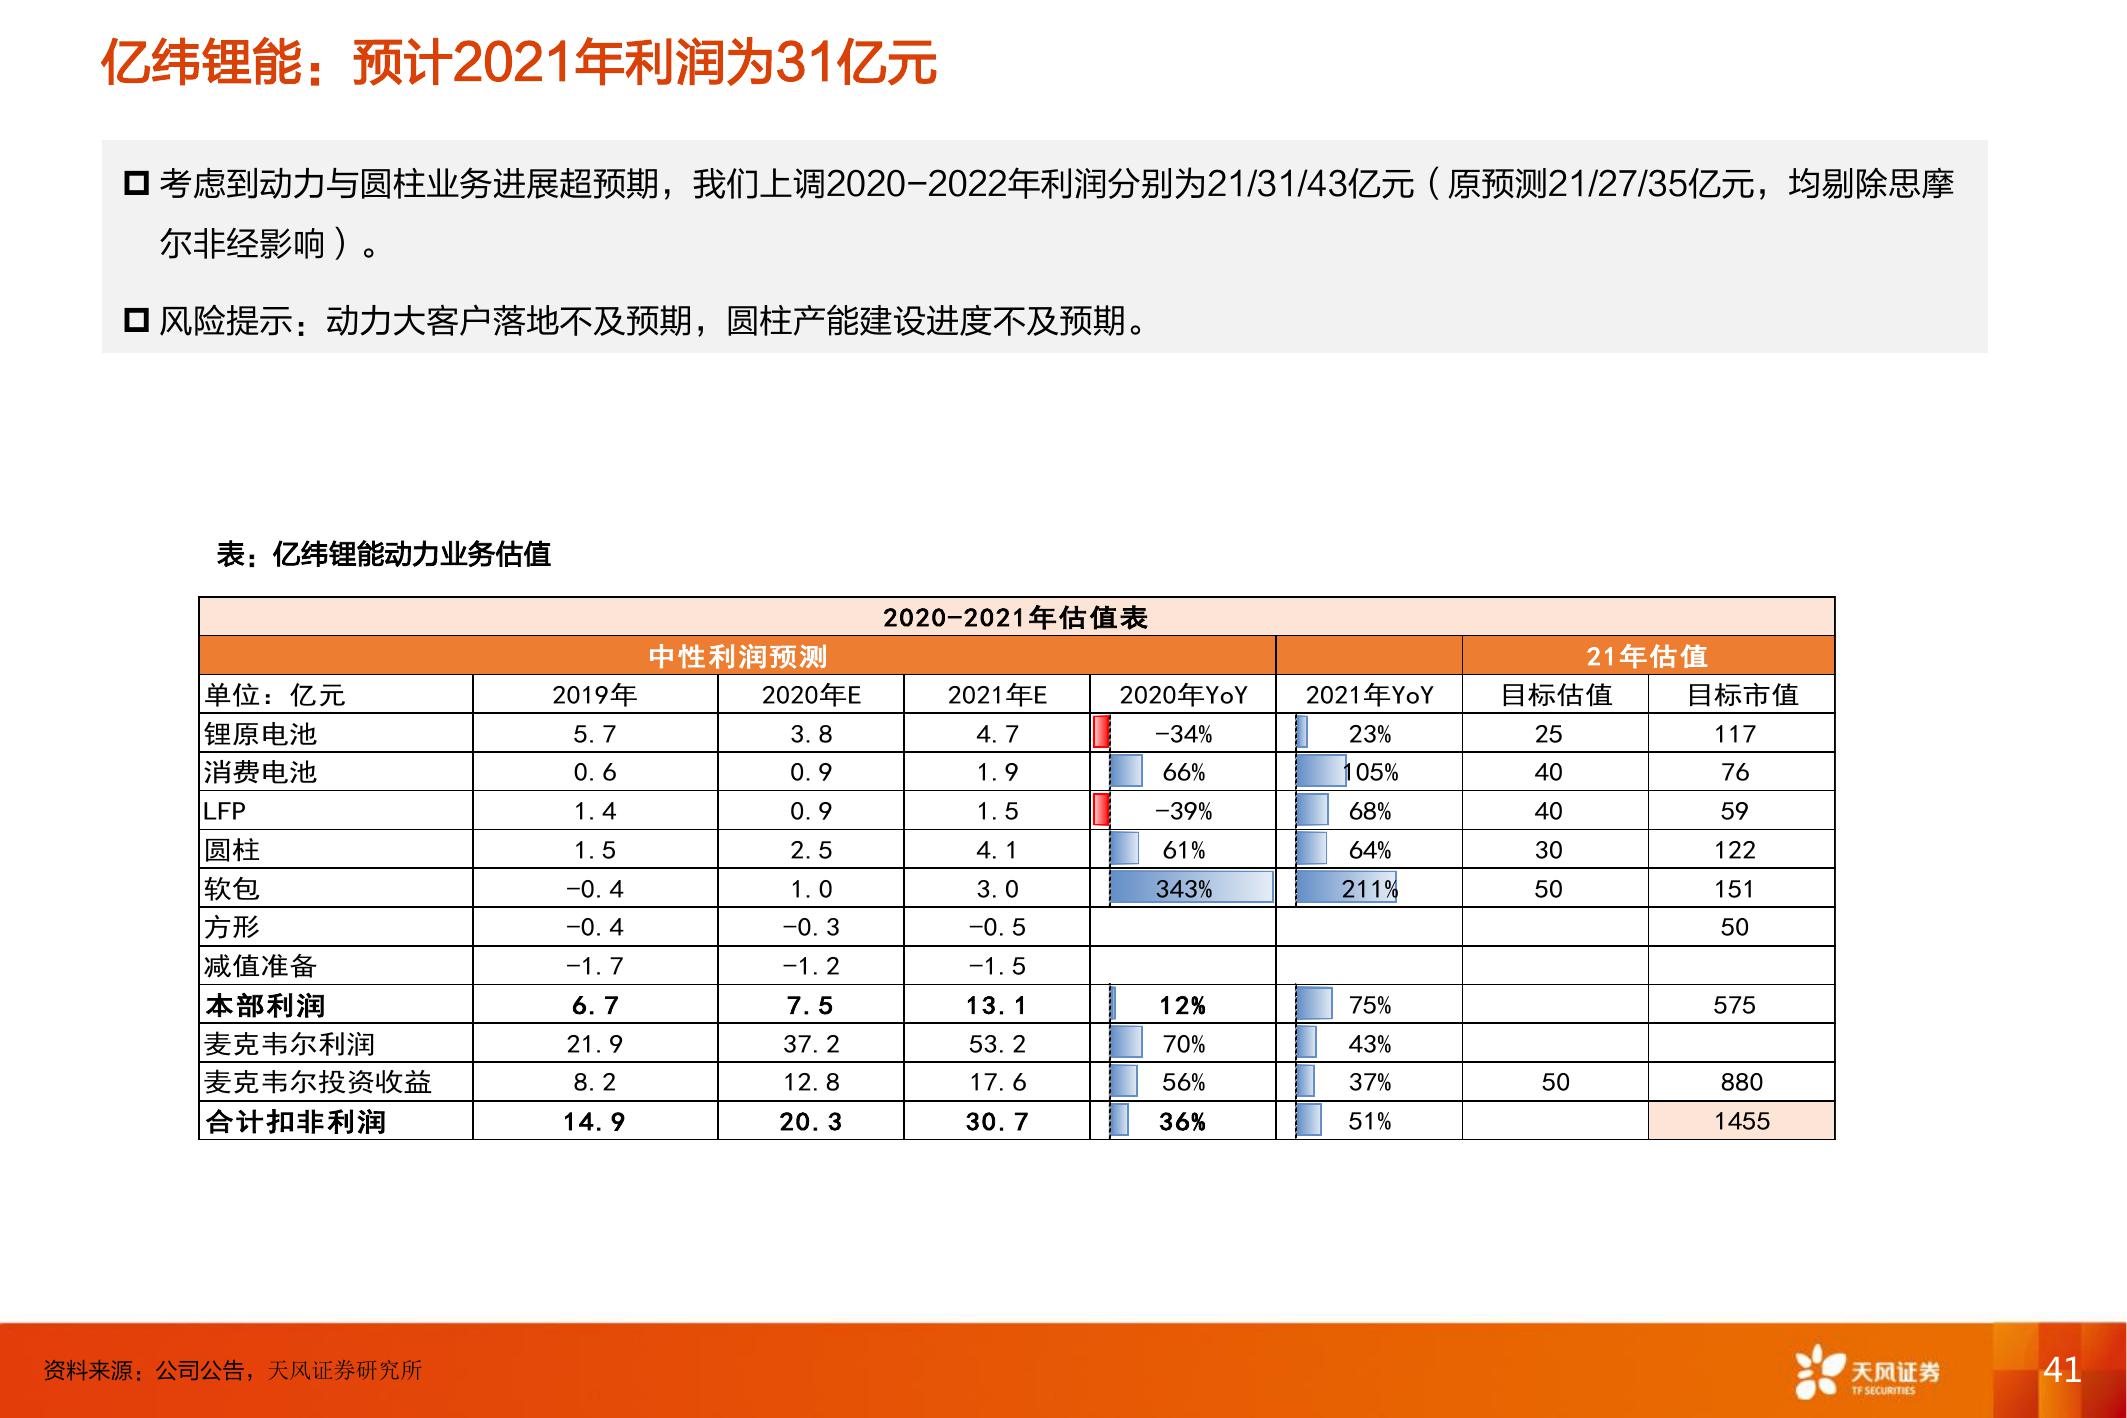 亿纬锂能：预计2021年利润为31亿元
考虑到动力与圆柱业务进展超预期，我们上调2020-2022年利润分别为21/31/43亿元（原预测21/27/35亿元，均剔除思摩
尔非经影响）。
风险提示：动力大客户落地不及预期，圆柱产能建设进度不及预期。
表：亿纬锂能动力业务估值
2020-2021年估值表
中性利润预测 21年估值
单位：亿元 2019年 2020年E 2021年E 2020年YoY 2021年YoY 目标估值 目标市值
锂原电池 5.7 3.8 4.7 -34% 23% 25 117
消费电池 0.6 0.9 1.9 66% 105% 40 76
LFP 1.4 0.9 1.5 -39% 68% 40 59
圆柱 1.5 2.5 4.1 61% 64% 30 122
软包 -0.4 1.0 3.0 343% 211% 50 151
方形 -0.4 -0.3 -0.5 50
减值准备 -1.7 -1.2 -1.5
本部利润 6.7 7.5 13.1 12% 75% 575
麦克韦尔利润 21.9 37.2 53.2 70% 43%
麦克韦尔投资收益 8.2 12.8 17.6 56% 37% 50 880
合计扣非利润 14.9 20.3 30.7 36% 51% 1455
资料来源：公司公告，天风证券研究所
天风证券
TF SECURITIES
41